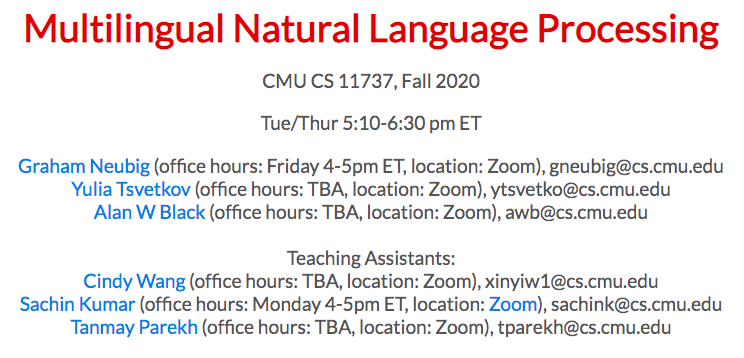 Multilingual Natural Language Processing
CMU CS 11737, Fall 2020
Tue/Thur 5:10-6:30 pm ET
Graham Neubig (office hours: Friday 4-5pm ET, location: Zoom), gneubig@cs.cmu.edu
Yulia Tsvetkov (office hours: TBA, location: Zoom), ytsvetko@cs.cmu.edu
Alan W Black (office hours: TBA, location: Zoom), awb@cs.cmu.edu
Teaching Assistants:
Cindy Wang (office hours: TBA, location: Zoom), xinyiw1@cs.cmu.edu
Sachin Kumar (office hours: Monday 4-5pm ET, location: Zoom), sachink@cs.cmu.edu
Tanmay Parekh (office hours: TBA, location: Zoom), tparekh@cs.cmu.edu